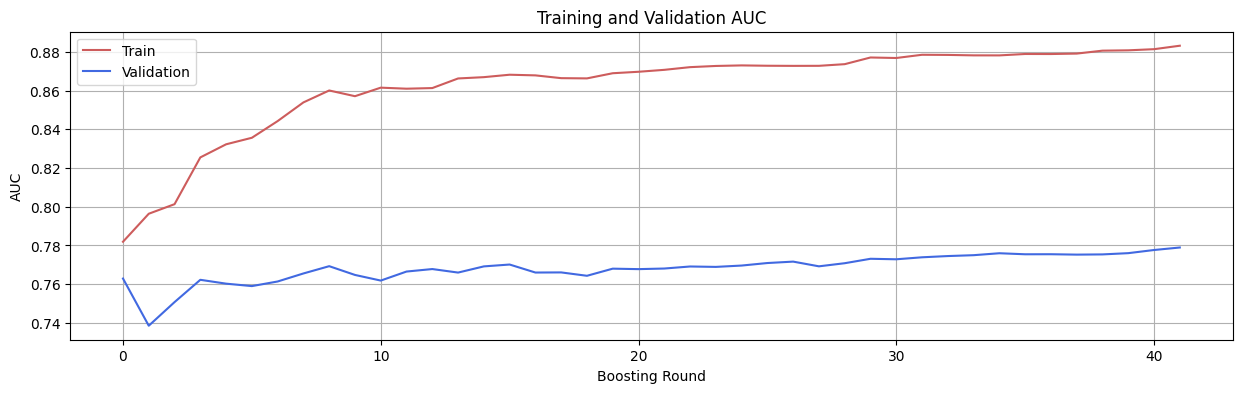 Training and Validation AUC
Train
Validation
AUC
0.88
0.86
0.84
0.82
0.80
0.78
0.76
0.74
0 10 20 30 40
Boosting Round